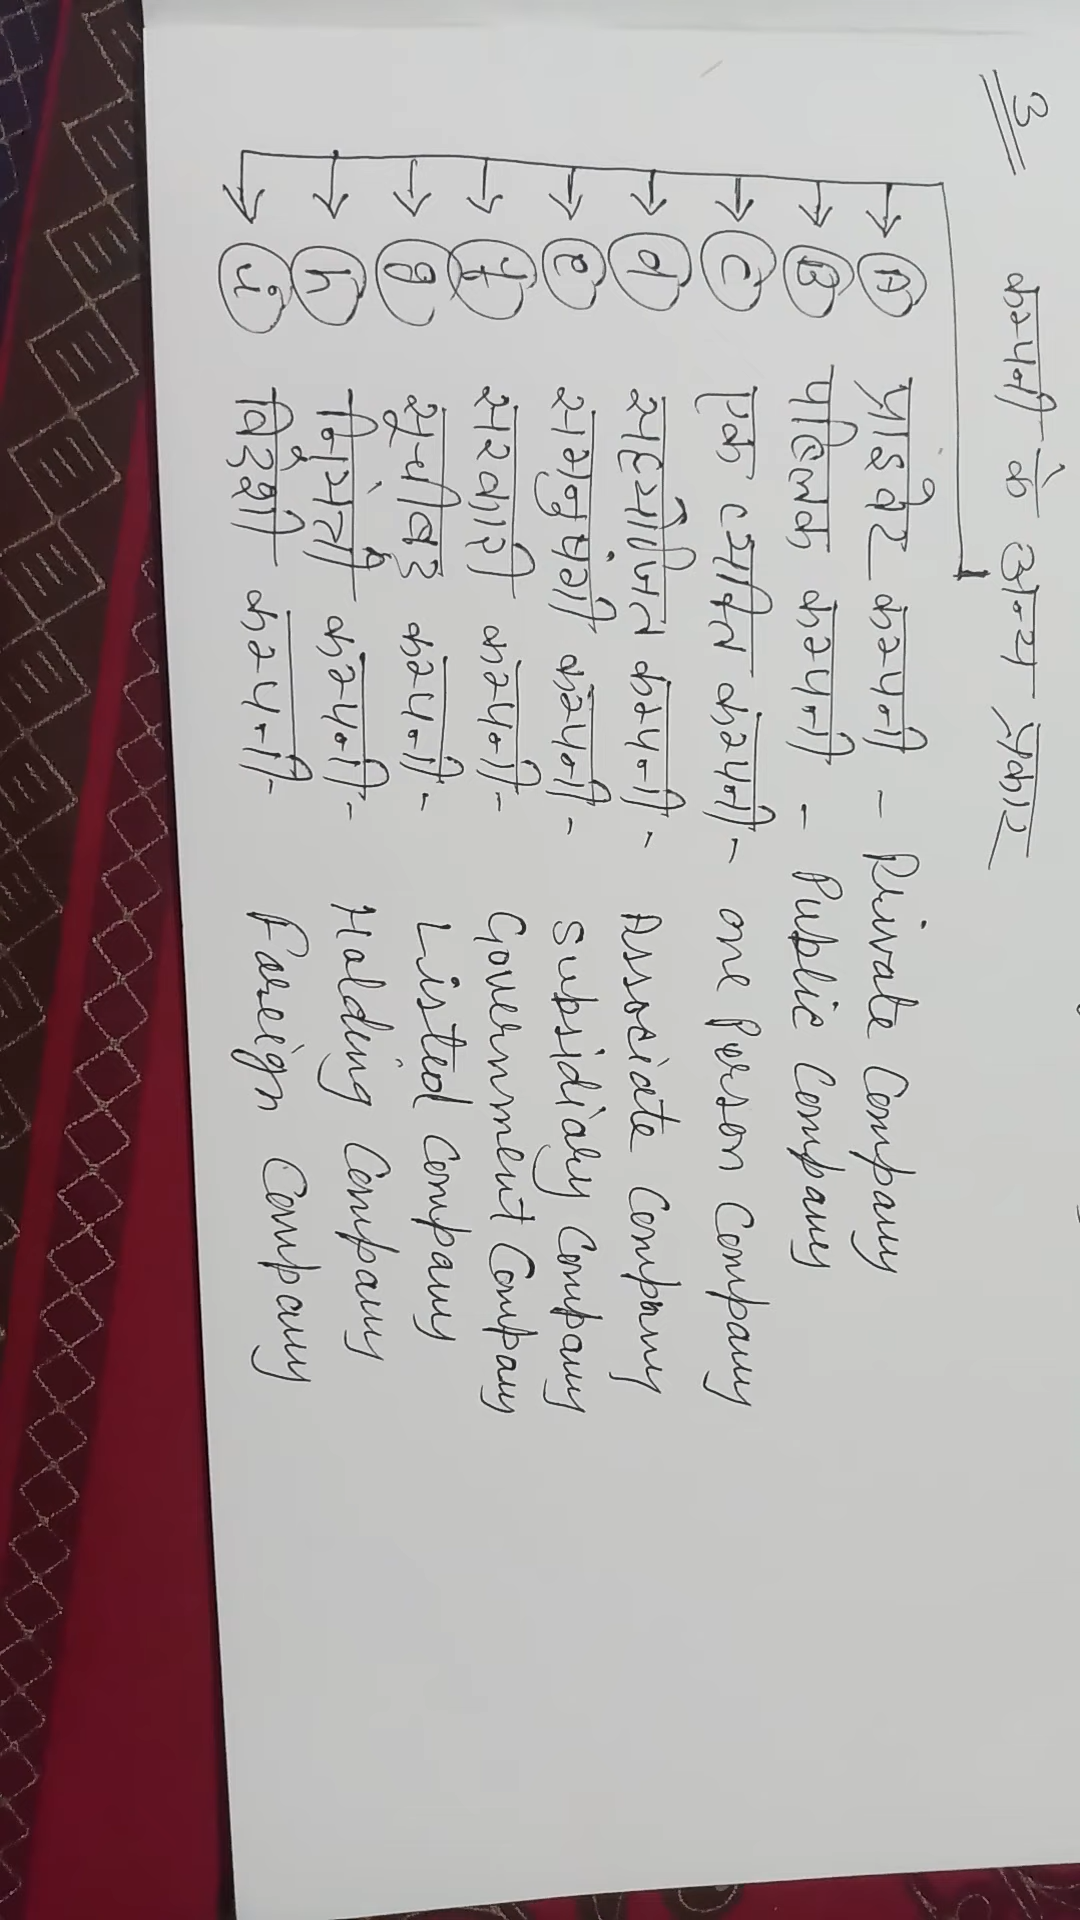 3 कम्पनी के अन्य प्रकार
A प्राइवेट कम्पनी - Private Company
B पब्लिक कम्पनी - Public Company
C एक व्यक्ति कम्पनी - one Person Company
d सहयोजित कम्पनी - Associate Company
e समनुषंगी कम्पनी - Subsidiary Company
f सरकारी कम्पनी - Government Company
g सूचीबद्ध कम्पनी - Listed Company
h कम्पनी - Holding Company
i विदेशी कम्पनी - Foreign Company